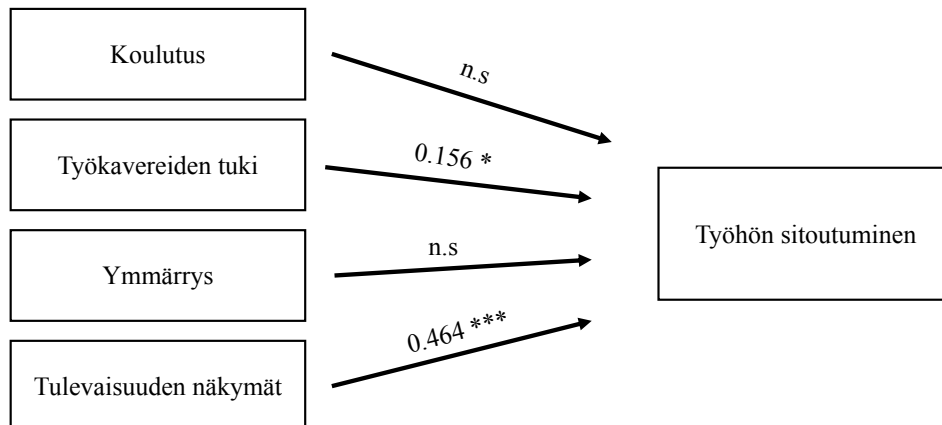 Koulutus
n.s
Työkavereiden tuki
0.156 *
Työhön sitoutuminen
Ymmärrys
n.s
Tulevaisuuden näkymät
0.464 ***